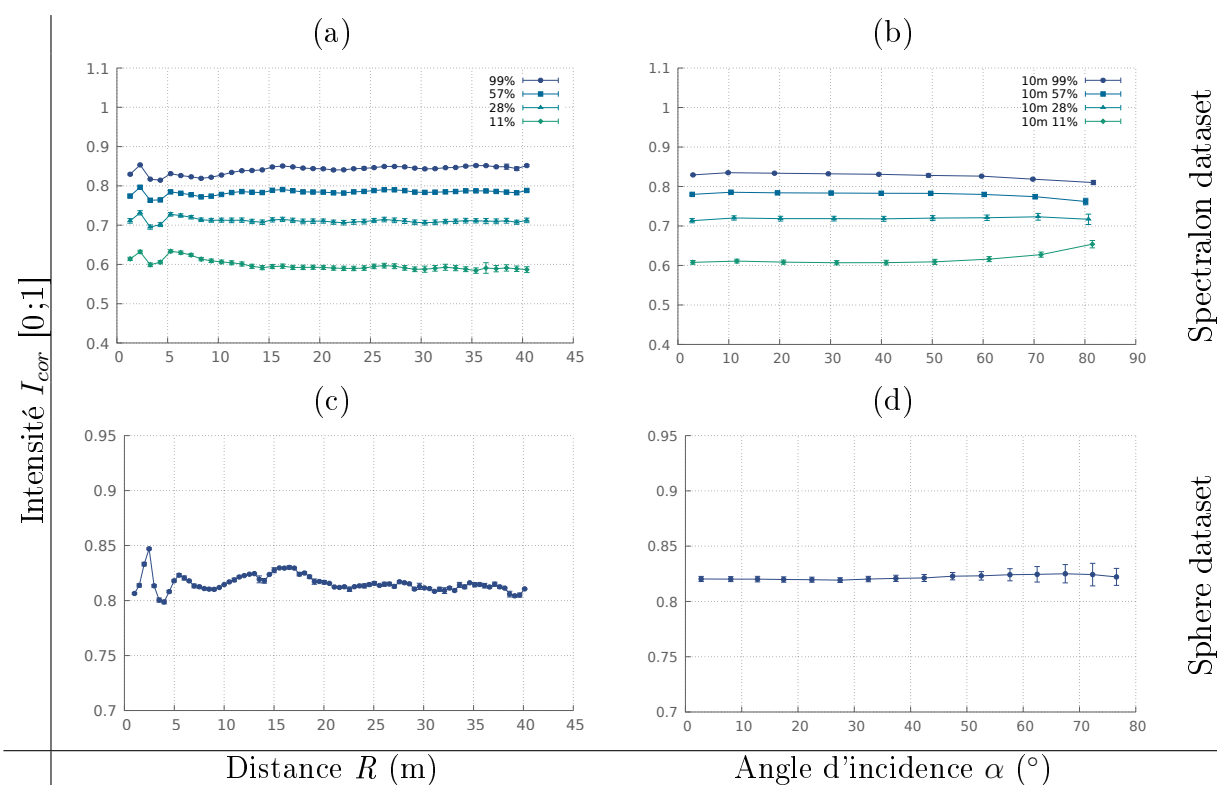 (a)
(b)
1.1
1
0.9
0.8
0.7
0.6
0.5
0.4
0 5 10 15 20 25 30 35 40 45
99%
57%
28%
11%
1.1
1
0.9
0.8
0.7
0.6
0.5
0.4
0 10 20 30 40 50 60 70 80 90
10m 99%
10m 57%
10m 28%
10m 11%
Spectralon dataset
Intensité I_cor [0;1]
(c)
(d)
0.95
0.9
0.85
0.8
0.75
0.7
0 5 10 15 20 25 30 35 40 45
0.95
0.9
0.85
0.8
0.75
0.7
0 10 20 30 40 50 60 70 80
Sphere dataset
Distance R (m)
Angle d'incidence α (°)